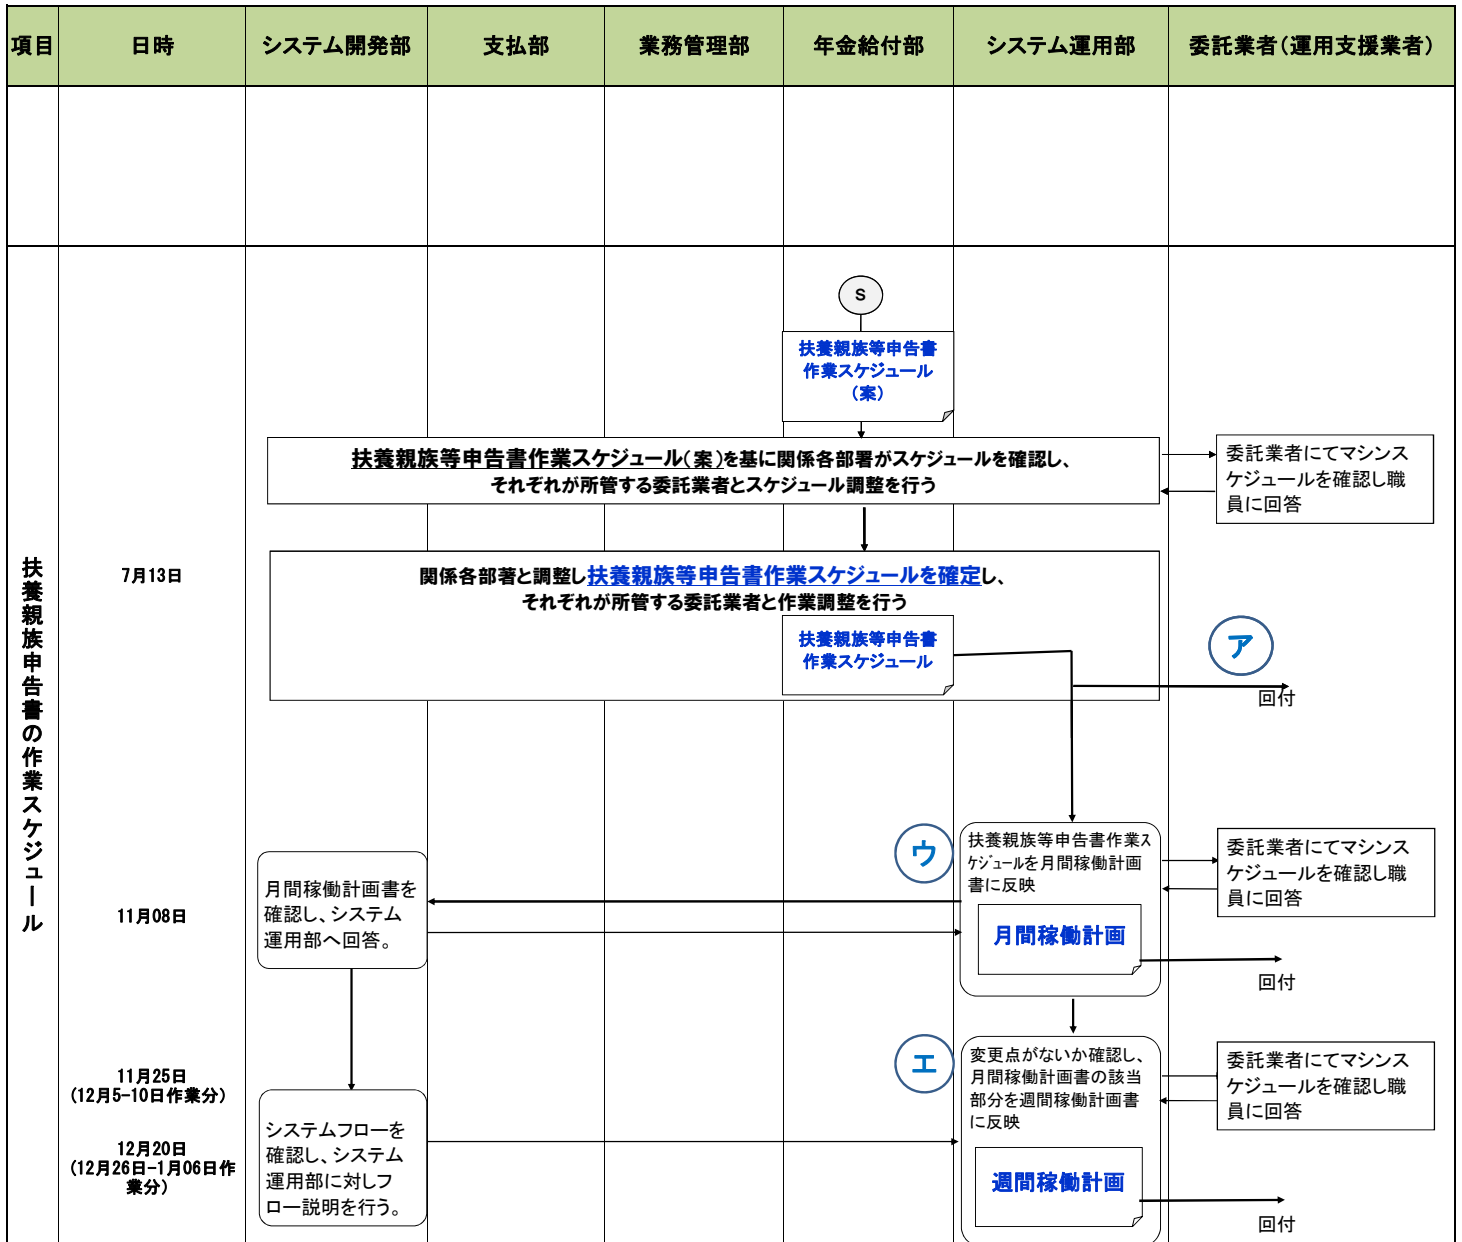 項目
日時
システム開発部
支払部
業務管理部
年金給付部
システム運用部
委託業者(運用支援業者)
扶養親族申告書の作業スケジュール
S
扶養親族等申告書
作業スケジュール
(案)
扶養親族等申告書作業スケジュール(案)を基に関係各部署がスケジュールを確認し、
それぞれが所管する委託業者とスケジュール調整を行う
委託業者にてマシンス
ケジュールを確認し職
員に回答
7月13日
関係各部署と調整し扶養親族等申告書作業スケジュールを確定し、
それぞれが所管する委託業者と作業調整を行う
扶養親族等申告書
作業スケジュール
ア
回付
11月08日
月間稼働計画書を
確認し、システム
運用部へ回答。
ウ
扶養親族等申告書作業ス
ケジュールを月間稼働計画
書に反映
月間稼働計画
委託業者にてマシンス
ケジュールを確認し職
員に回答
回付
11月25日
(12月5-10日作業分)
12月20日
(12月26日-1月06日作
業分)
システムフローを
確認し、システム
運用部に対しフ
ロー説明を行う。
エ
変更点がないか確認し、
月間稼働計画書の該当
部分を週間稼働計画書
に反映
週間稼働計画
委託業者にてマシンス
ケジュールを確認し職
員に回答
回付